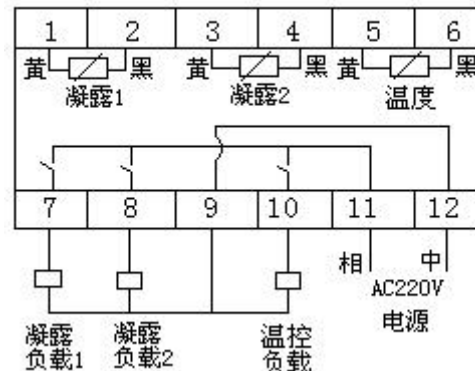 1 2 3 4 5 6
黄 黑 黄 黑 黄 黑
凝露1 凝露2 温度
7 8 9 10 11 12
相 中
AC220V
电源
凝露 凝露 温控
负载1 负载2 负载